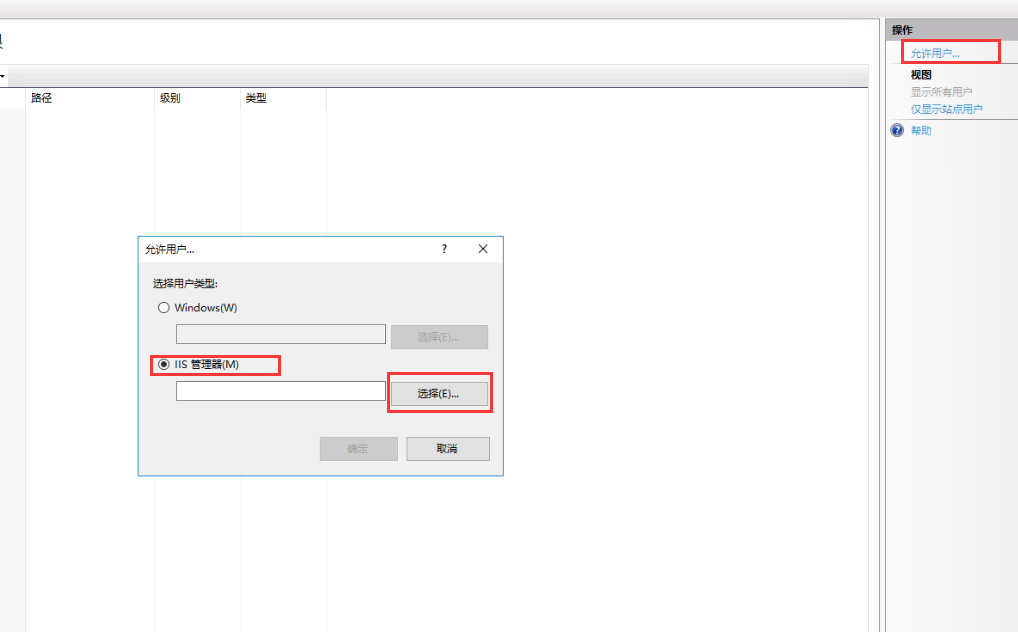 路径 级别 类型
允许用户... ?
选择用户类型:
Windows(W)
选择(E)...
IIS 管理器(M)
选择(E)...
确定 取消
操作
允许用户...
视图
显示所有用户
仅显示站点用户
? 帮助